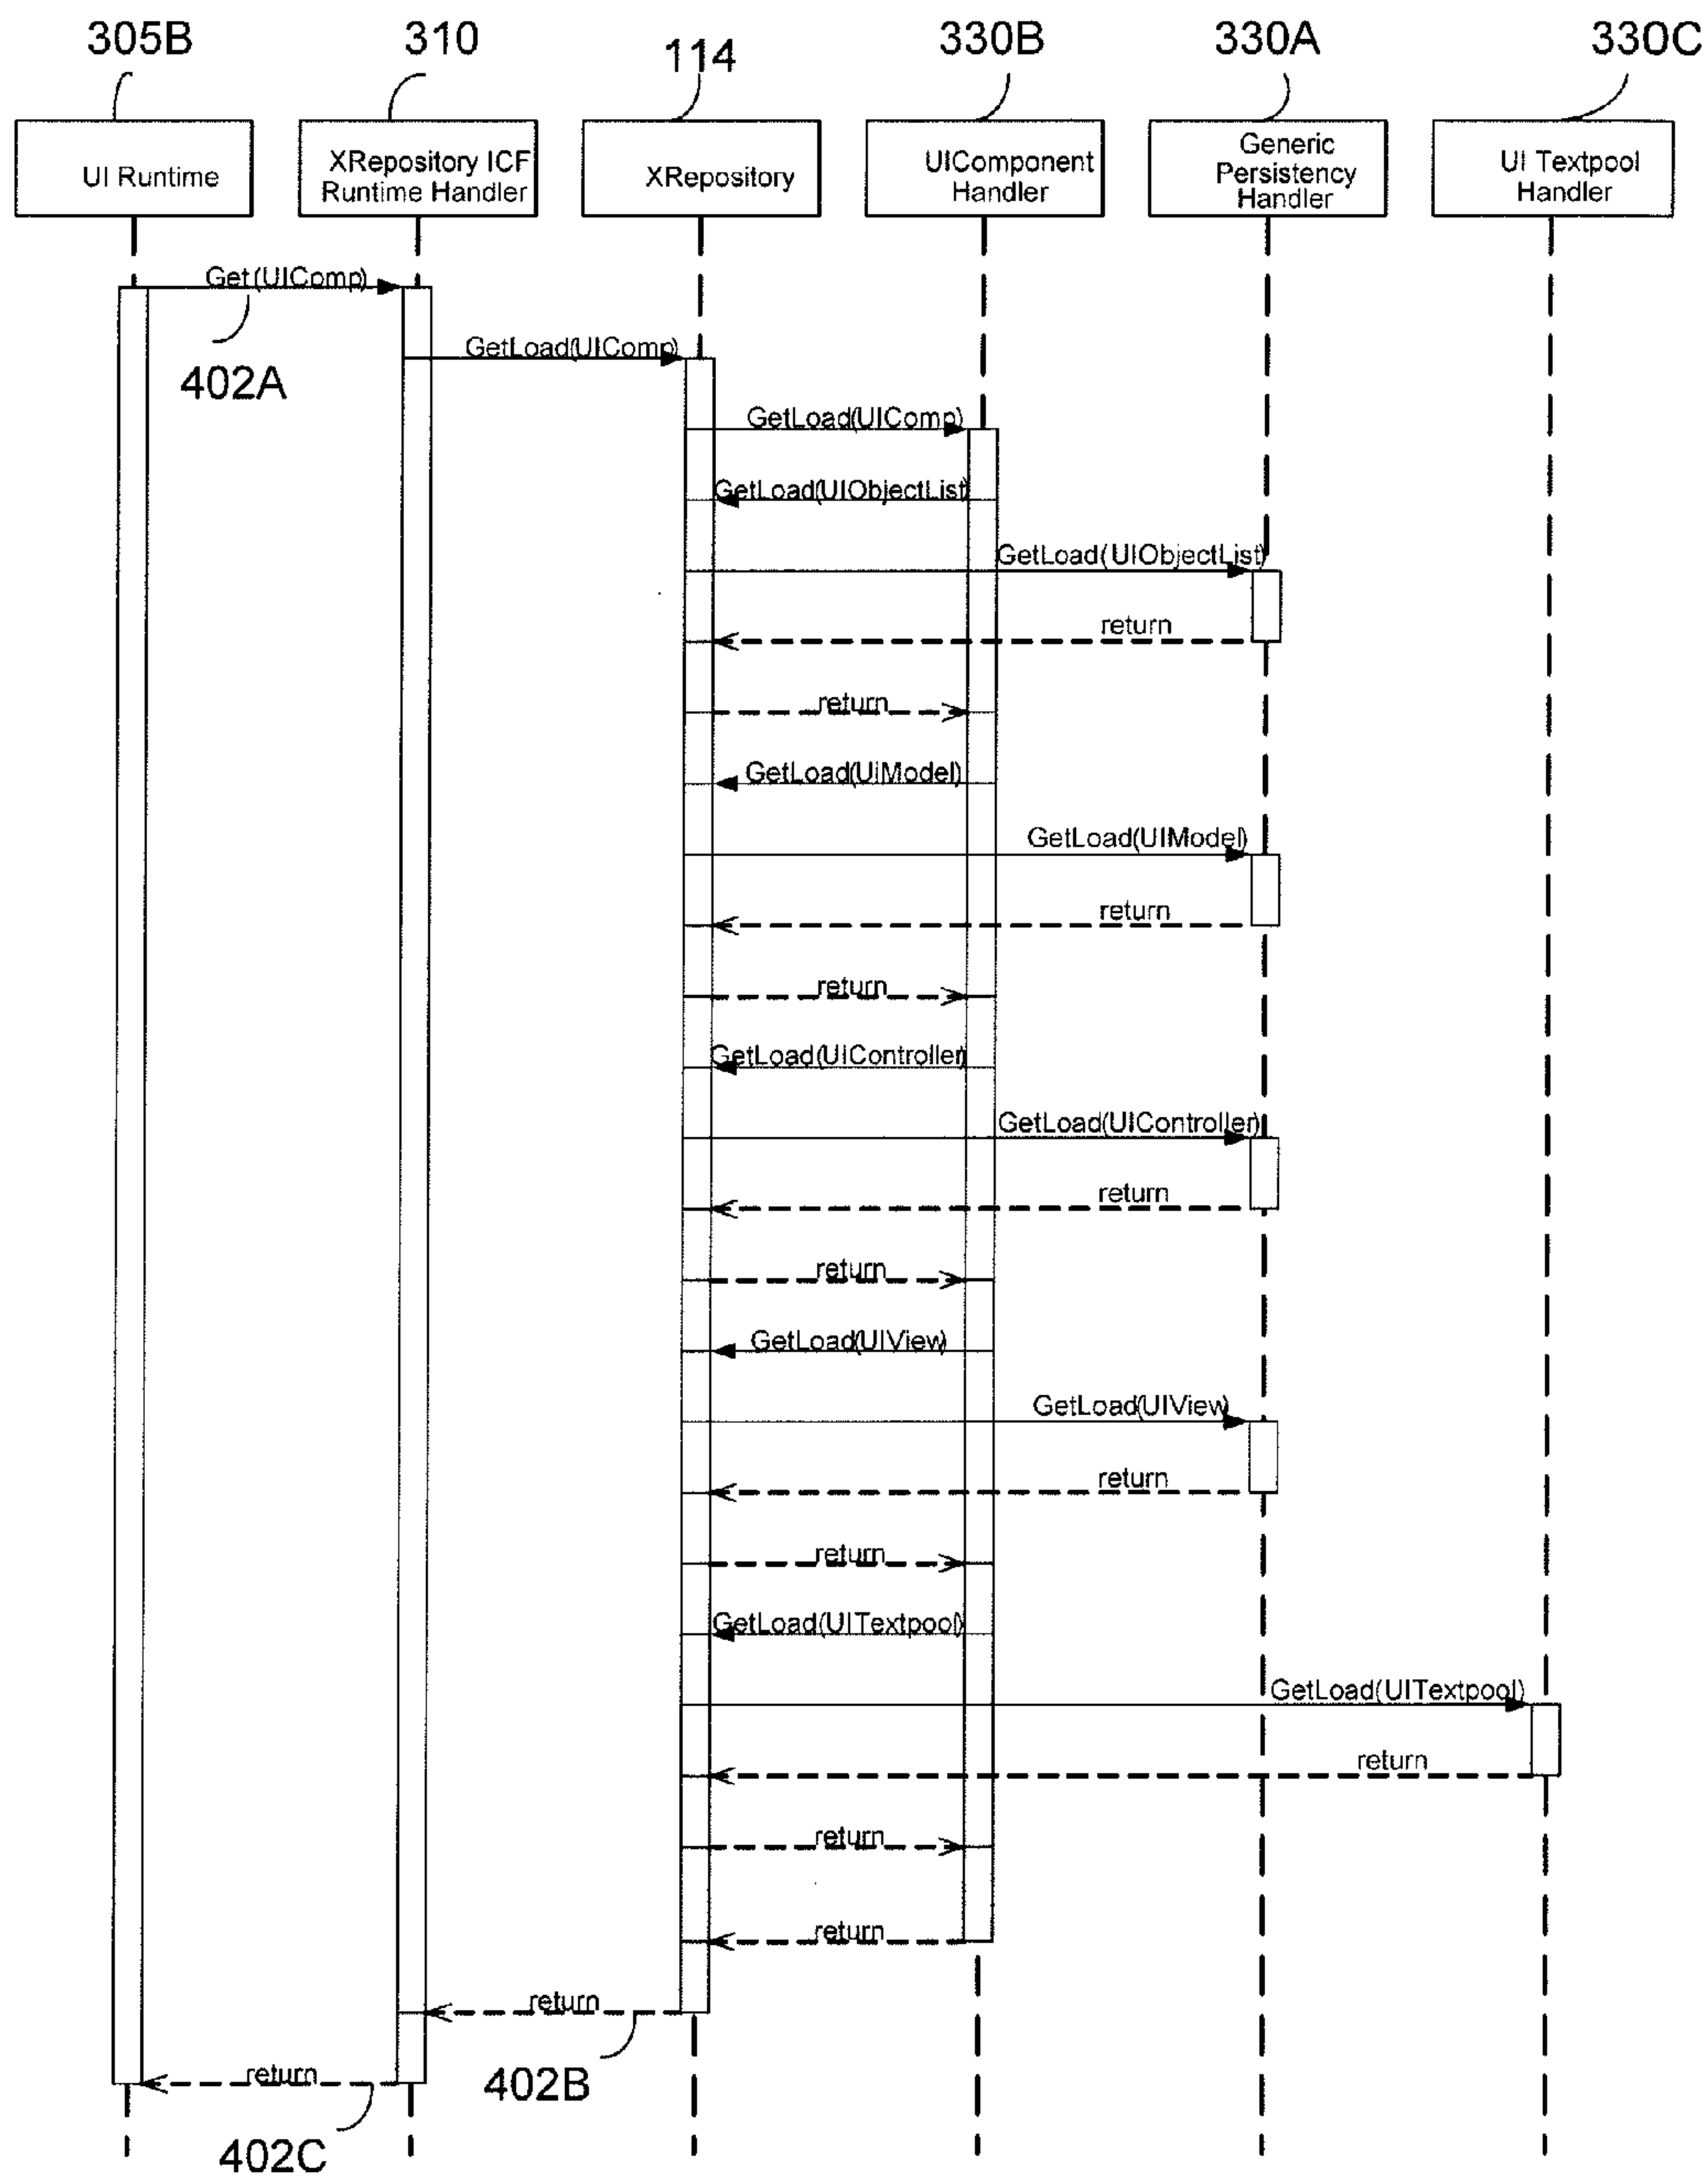 305B
310
114
330B
330A
330C
UI Runtime
XRepository ICF
Runtime Handler
XRepository
UIComponent
Handler
Generic
Persistency
Handler
UI Textpool
Handler
Get(UIComp)
402A
GetLoad(UIComp)
GetLoad(UIComp)
GetLoad(UIObjectList)
GetLoad(UIObjectList)
return
return
GetLoad(UiModel)
GetLoad(UIModel)
return
return
GetLoad(UIController)
GetLoad(UIController)
return
return
GetLoad(UIView)
GetLoad(UIView)
return
return
GetLoad(UITextpool)
GetLoad(UITextpool)
return
return
return
return
402B
return
402C